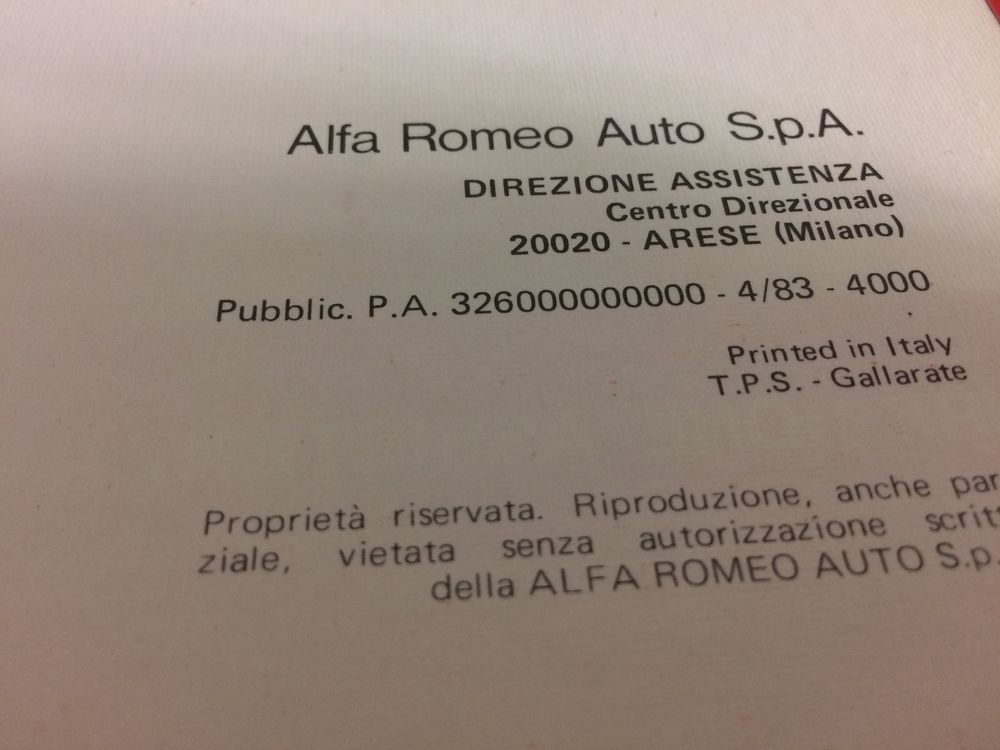 Alfa Romeo Auto S.p.A.
DIREZIONE ASSISTENZA
Centro Direzionale
20020 - ARESE (Milano)
Pubblic. P.A. 326000000000 - 4/83 - 4000
Printed in Italy
T.P.S. - Gallarate
Proprietà riservata. Riproduzione, anche par
ziale, vietata senza autorizzazione scritt
della ALFA ROMEO AUTO S.p.